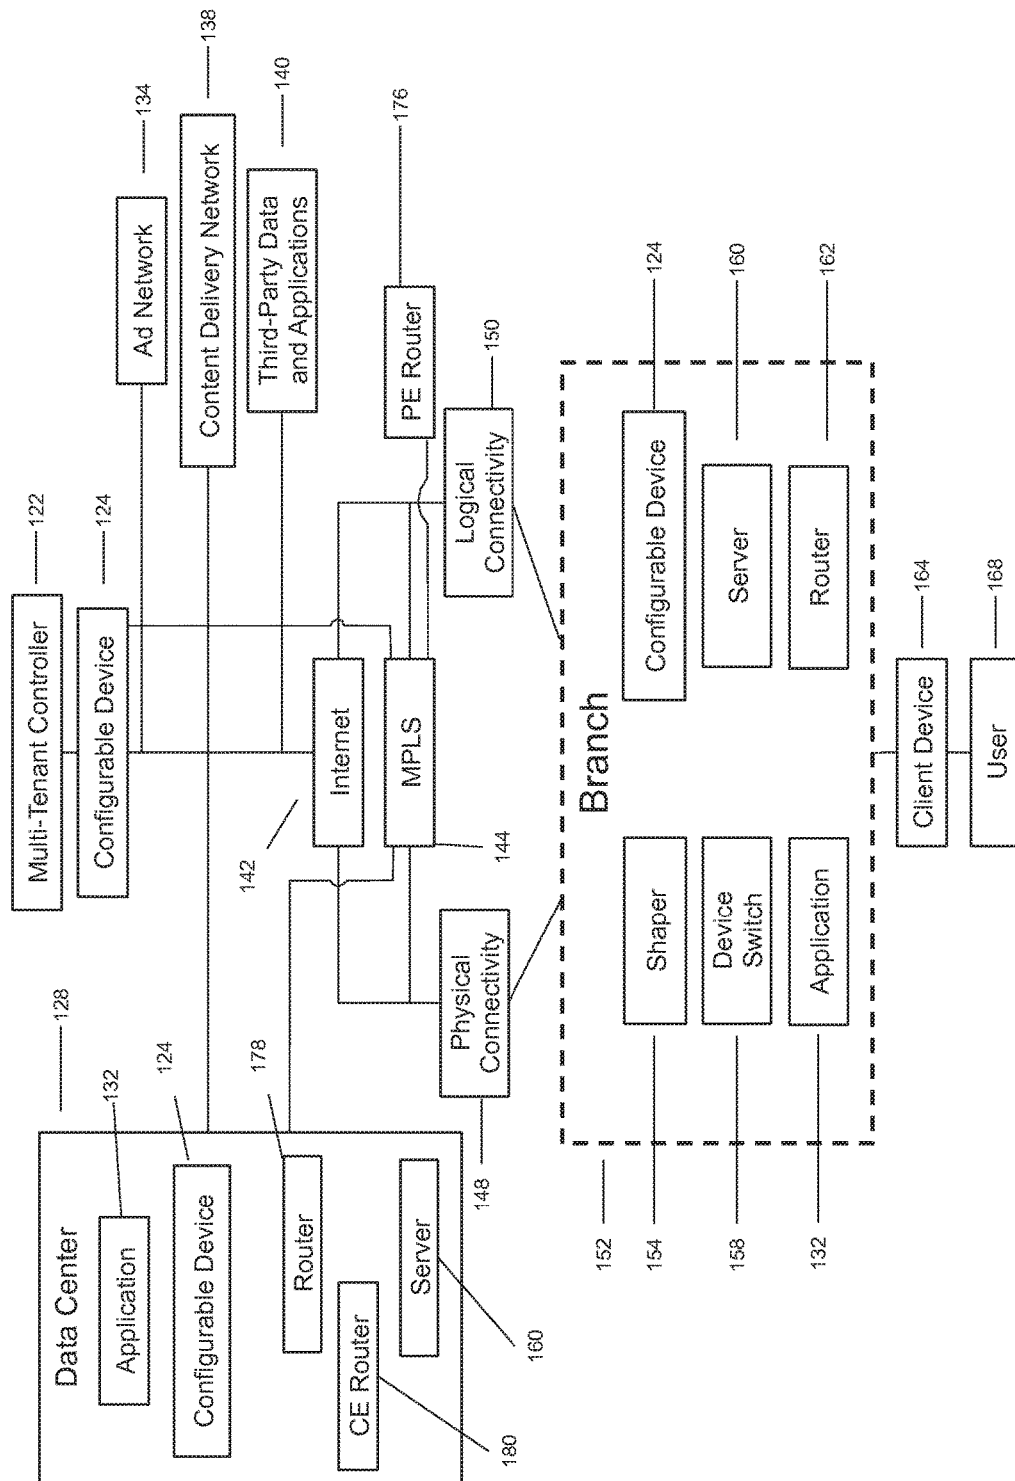 Multi-Tenant Controller
122
Configurable Device
124
Ad Network
134
Content Delivery Network
138
Third-Party Data
and Applications
140
Data Center
128
Application
132
Configurable Device
124
Router
178
CE Router
180
Server
160
Internet
142
MPLS
144
PE Router
176
Physical
Connectivity
148
Logical
Connectivity
150
Branch
152
Shaper
154
Configurable Device
124
Device
Switch
158
Server
160
Application
132
Router
162
Client Device
164
User
168